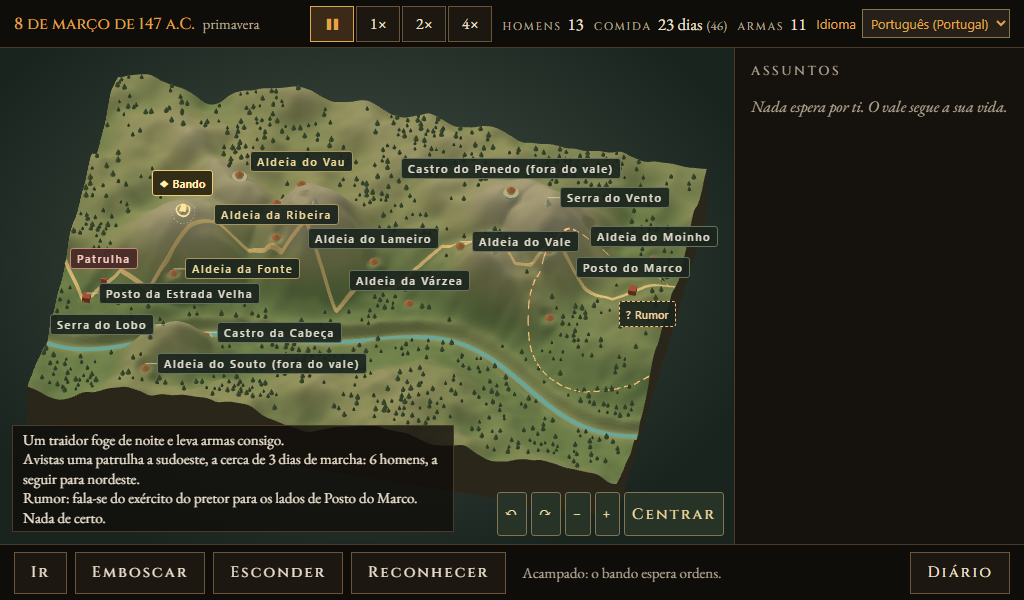 8 DE MARÇO DE 147 A.C. primavera
1× 2× 4×
HOMENS 13 COMIDA 23 dias (46) ARMAS 11
Idioma Português (Portugal)
ASSUNTOS
Nada espera por ti. O vale segue a sua vida.
Aldeia do Vau
Castro do Penedo (fora do vale)
◆ Bando
Serra do Vento
Aldeia da Ribeira
Aldeia do Lameiro
Aldeia do Vale
Aldeia do Moinho
Patrulha
Aldeia da Fonte
Posto do Marco
Aldeia da Várzea
Posto da Estrada Velha
? Rumor
Serra do Lobo
Castro da Cabeça
Aldeia do Souto (fora do vale)
Um traidor foge de noite e leva armas consigo.
Avistas uma patrulha a sudoeste, a cerca de 3 dias de marcha: 6 homens, a
seguir para nordeste.
Rumor: fala-se do exército do pretor para os lados de Posto do Marco.
Nada de certo.
− + CENTRAR
IR EMBOSCAR ESCONDER RECONHECER Acampado: o bando espera ordens. DIÁRIO